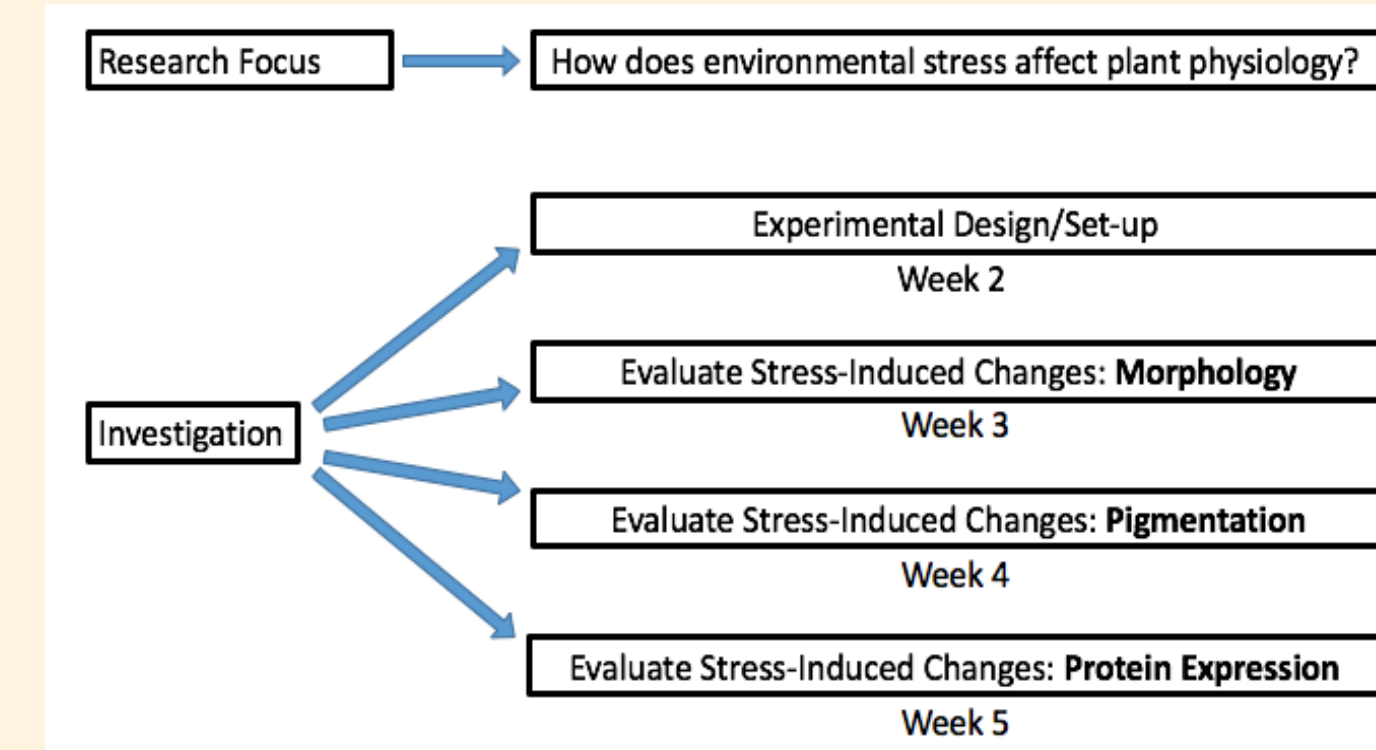 Research Focus
How does environmental stress affect plant physiology?
Experimental Design/Set-up
Week 2
Evaluate Stress-Induced Changes: Morphology
Week 3
Investigation
Evaluate Stress-Induced Changes: Pigmentation
Week 4
Evaluate Stress-Induced Changes: Protein Expression
Week 5